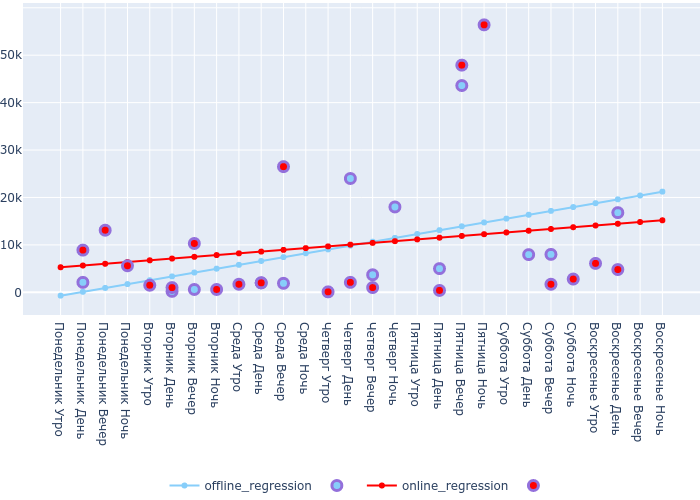 50k
40k
30k
20k
10k
0
Понедельник Утро
Понедельник День
Понедельник Вечер
Понедельник Ночь
Вторник Утро
Вторник День
Вторник Вечер
Вторник Ночь
Среда Утро
Среда День
Среда Вечер
Среда Ночь
Четверг Утро
Четверг День
Четверг Вечер
Четверг Ночь
Пятница Утро
Пятница День
Пятница Вечер
Пятница Ночь
Суббота Утро
Суббота День
Суббота Вечер
Суббота Ночь
Воскресенье Утро
Воскресенье День
Воскресенье Вечер
Воскресенье Ночь
offline_regression
online_regression